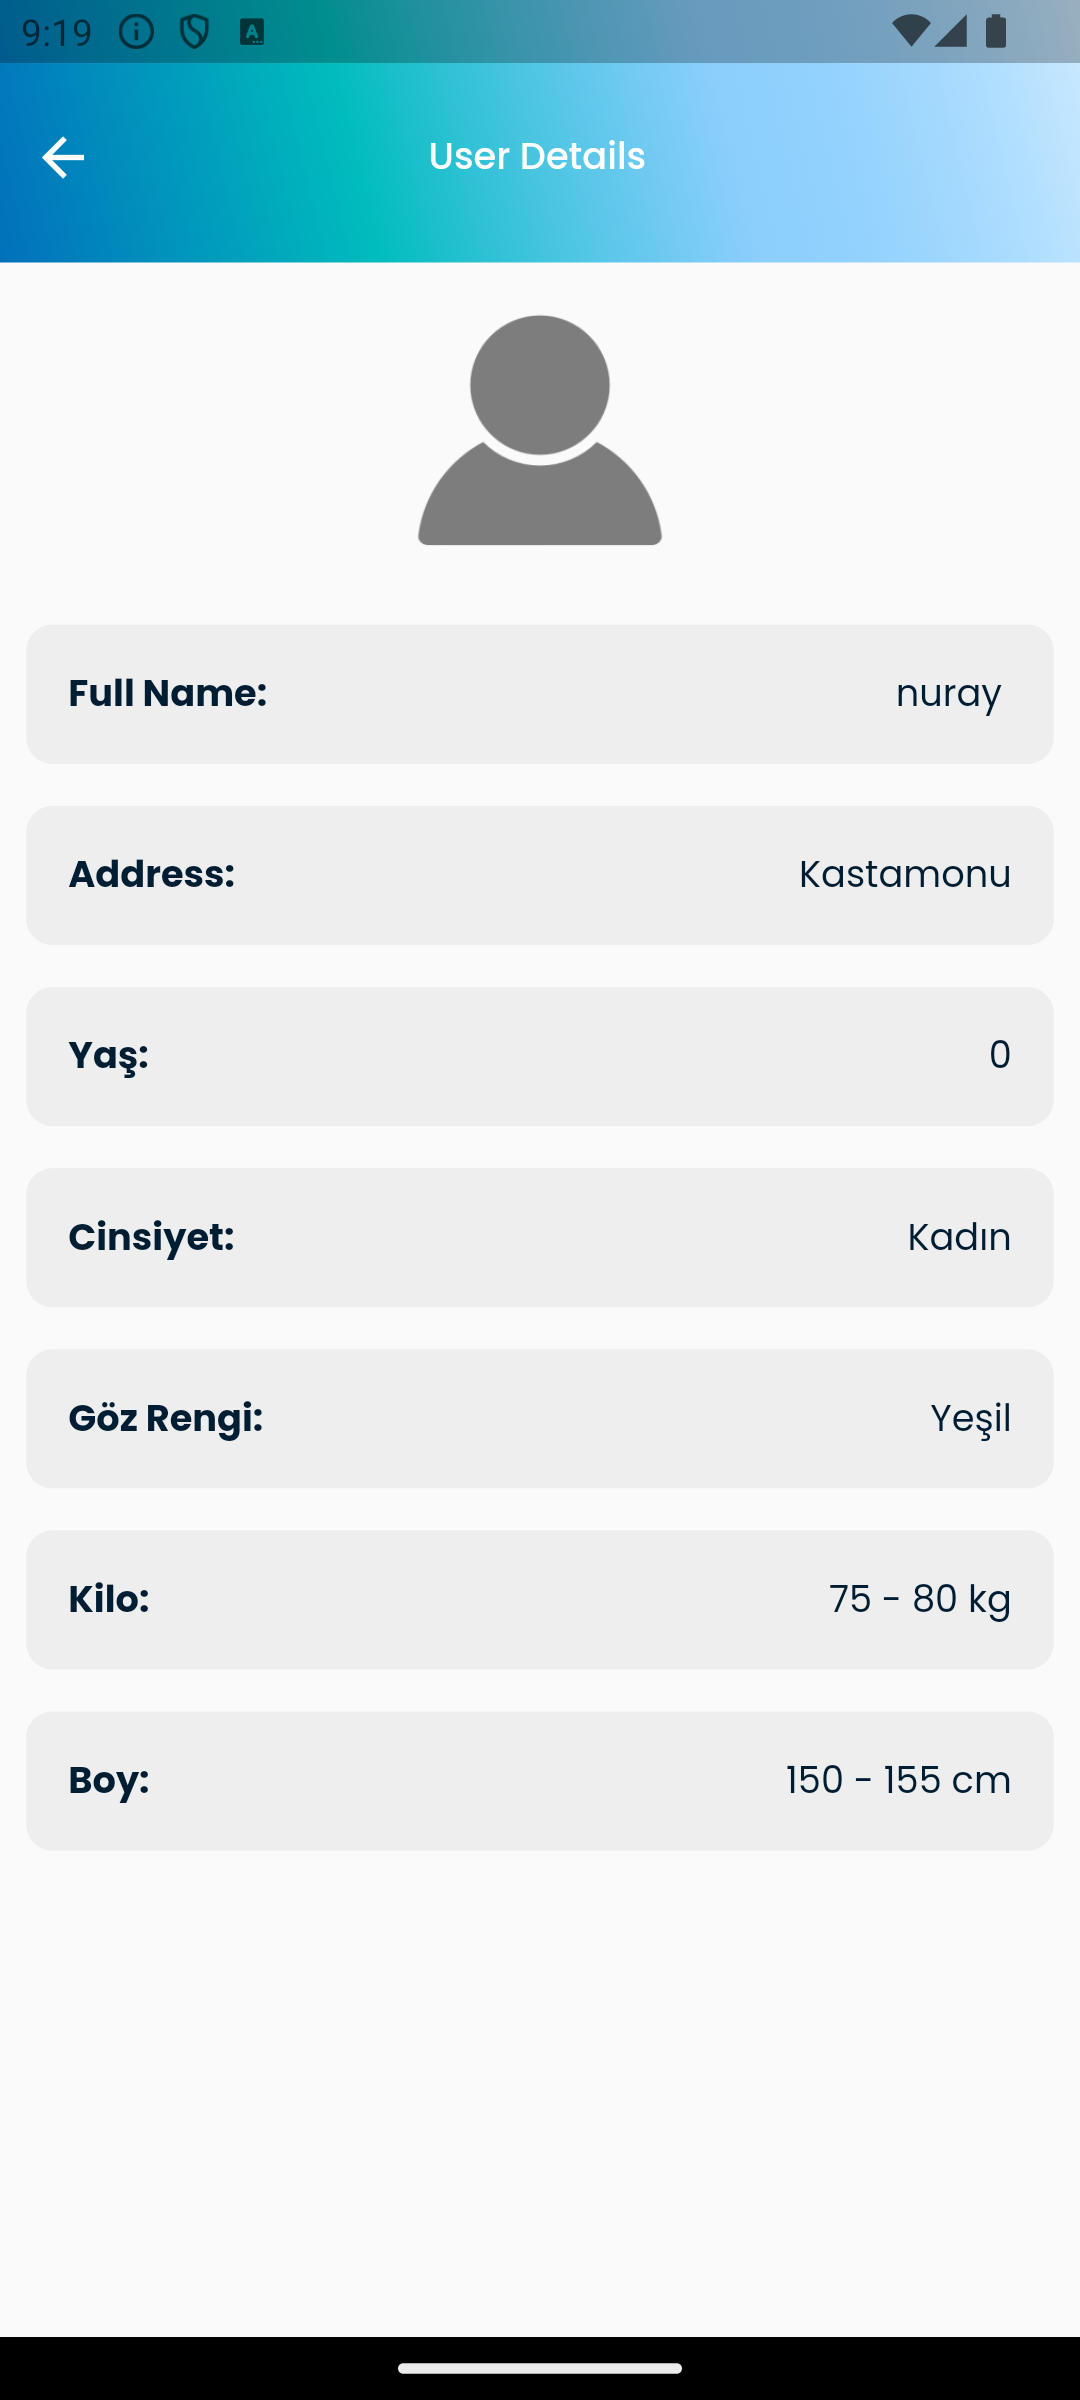 9:19
User Details
Full Name: nuray
Address: Kastamonu
Yaş: 0
Cinsiyet: Kadın
Göz Rengi: Yeşil
Kilo: 75 - 80 kg
Boy: 150 - 155 cm